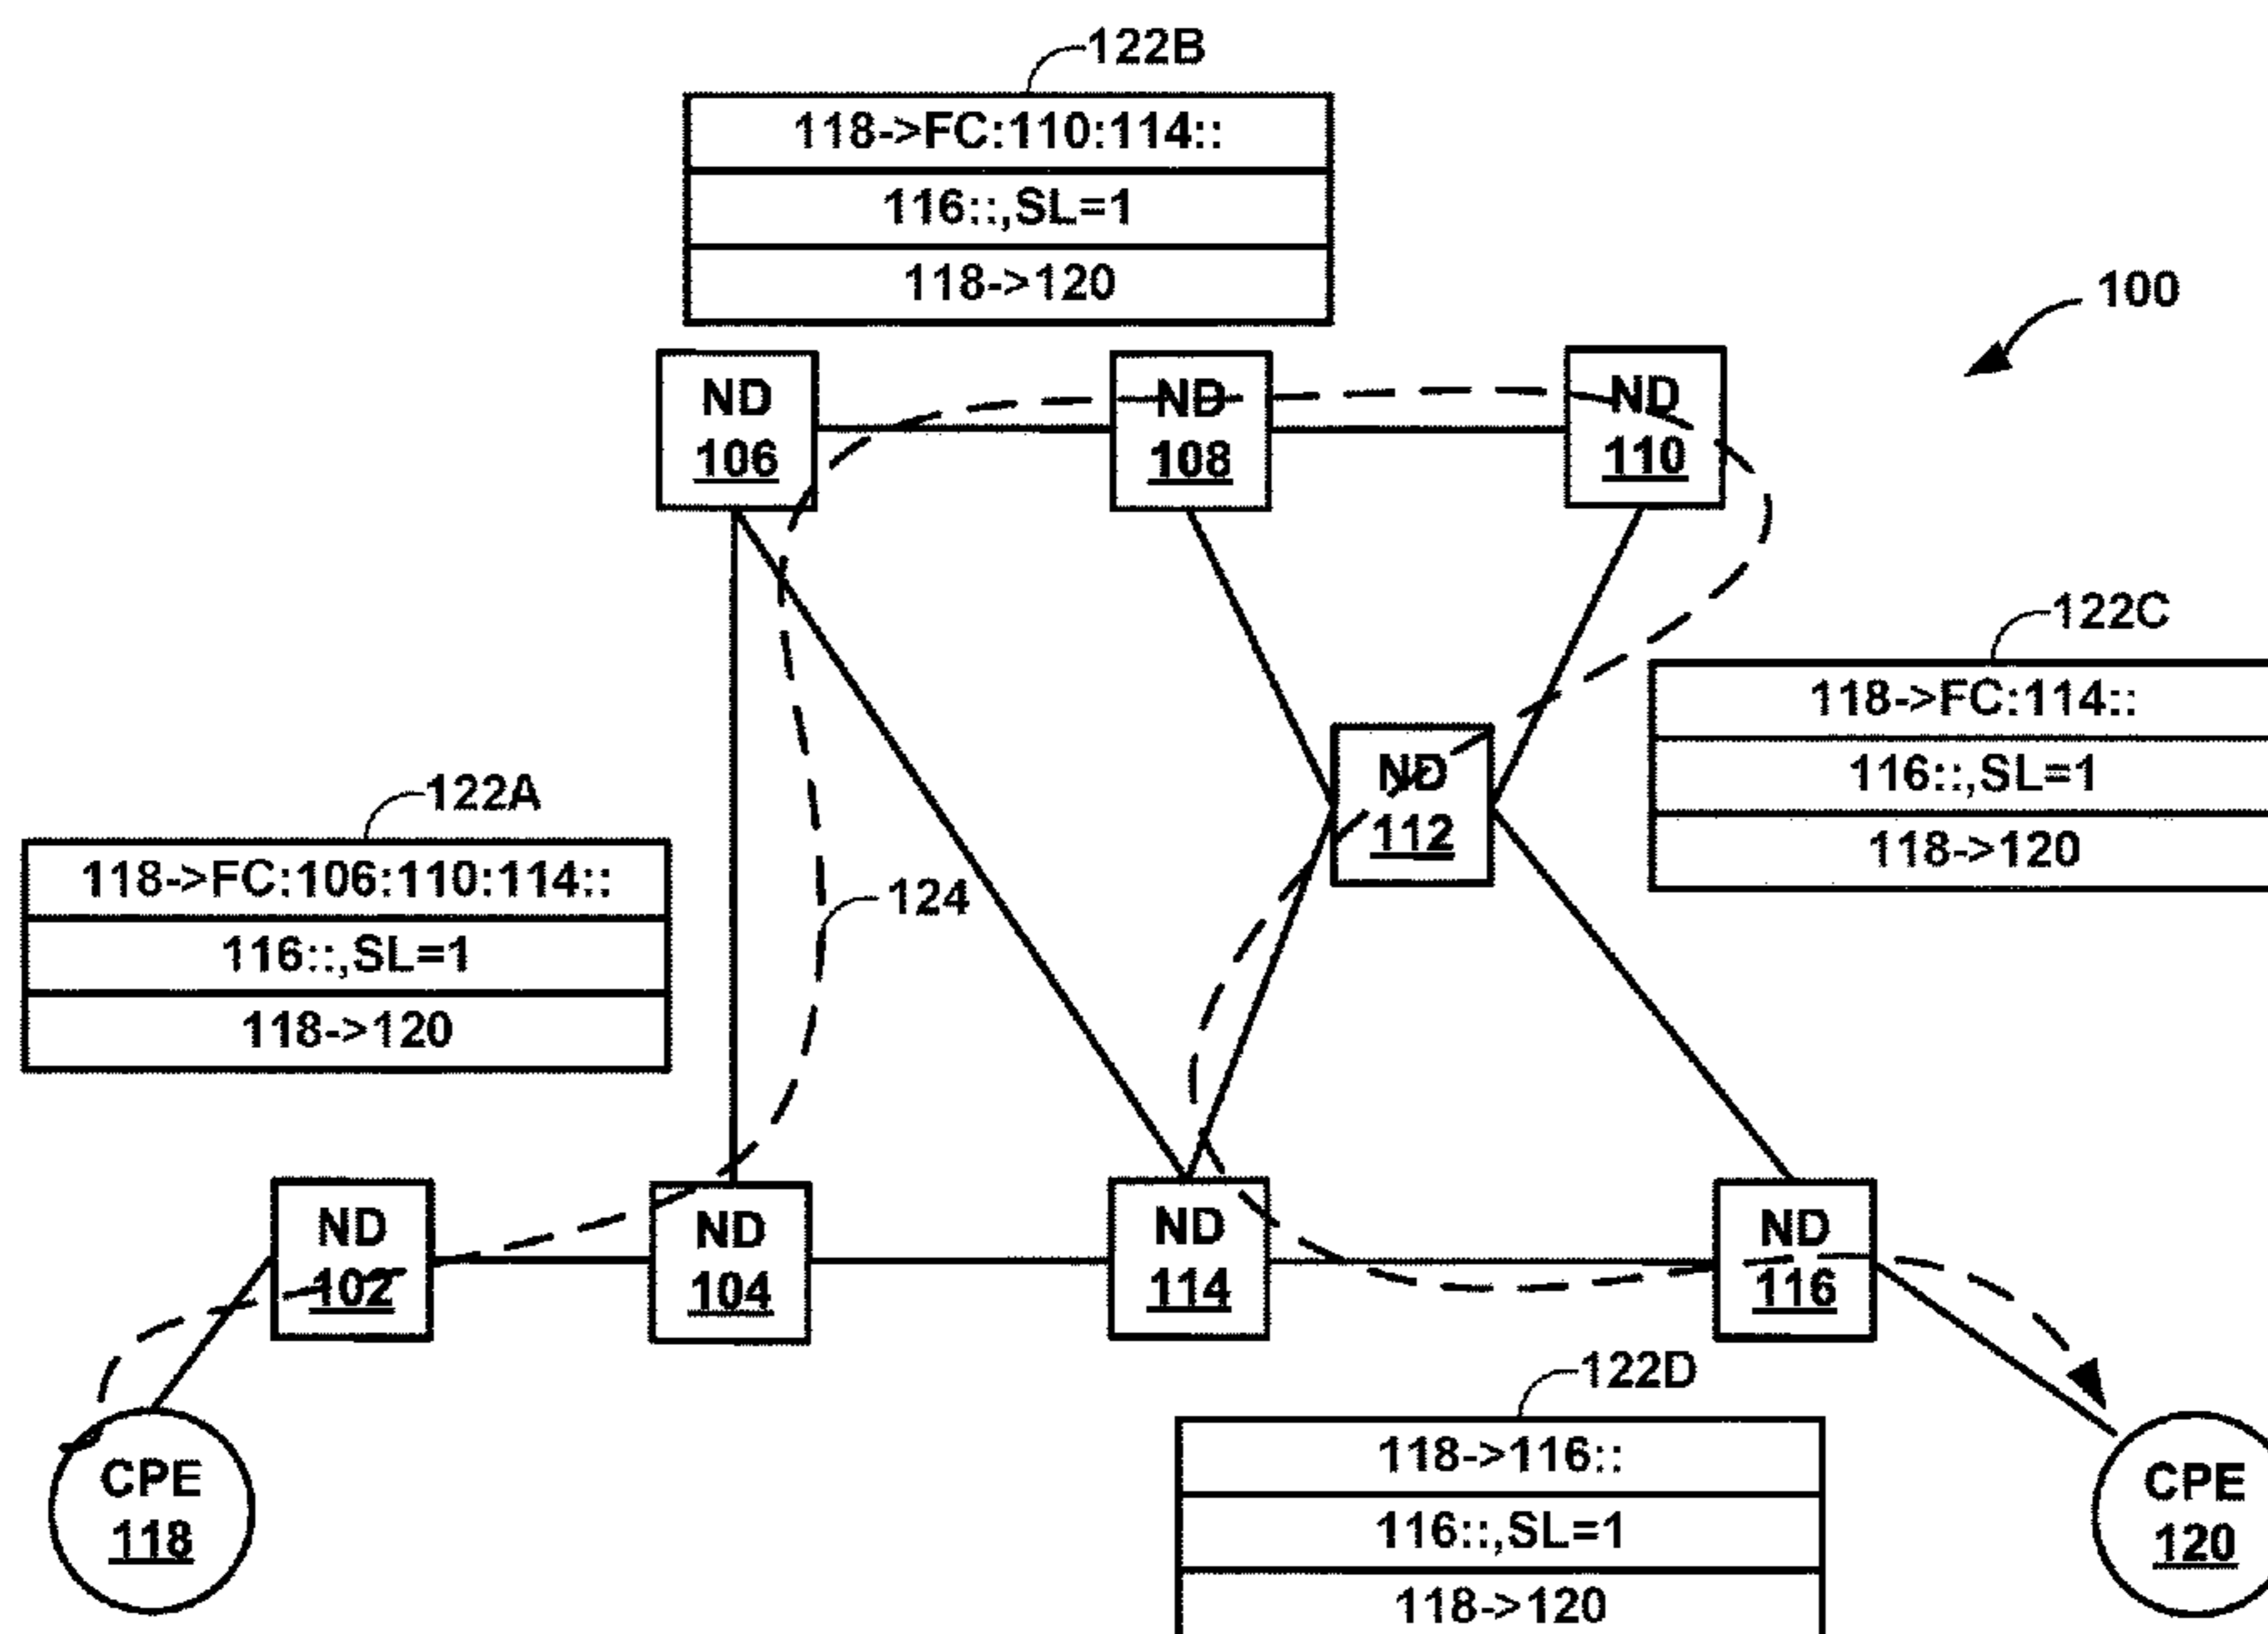 122B
118->FC:110:114::
116::,SL=1
118->120
100
ND
106
ND
108
ND
110
122C
118->FC:114::
116::,SL=1
118->120
ND
112
122A
118->FC:106:110:114::
116::,SL=1
118->120
124
ND
102
ND
104
ND
114
ND
116
122D
118->116::
116::,SL=1
118->120
CPE
118
CPE
120